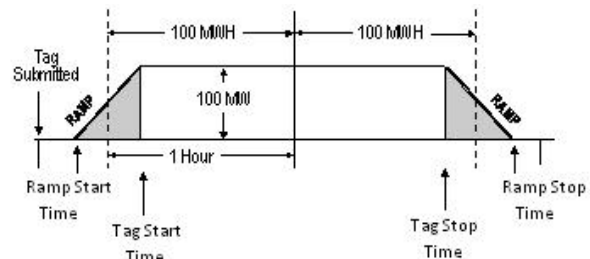 100 MWH
100 MWH
Tag
Submitted
RAMP
100 MW
RAMP
1 Hour
Ramp Start
Time
Tag Start
Time
Tag Stop
Time
Ramp Stop
Time